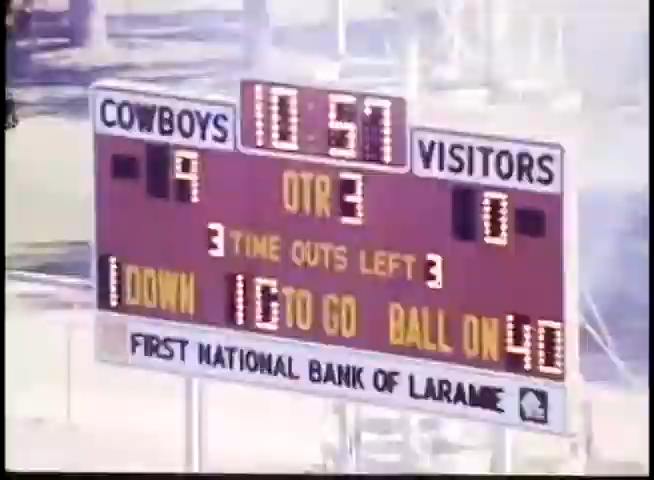 COWBOYS 10:57 VISITORS
9 QTR 3 0
3 TIME OUTS LEFT 3
1 DOWN 10 TO GO BALL ON 40
FIRST NATIONAL BANK OF LARAMIE